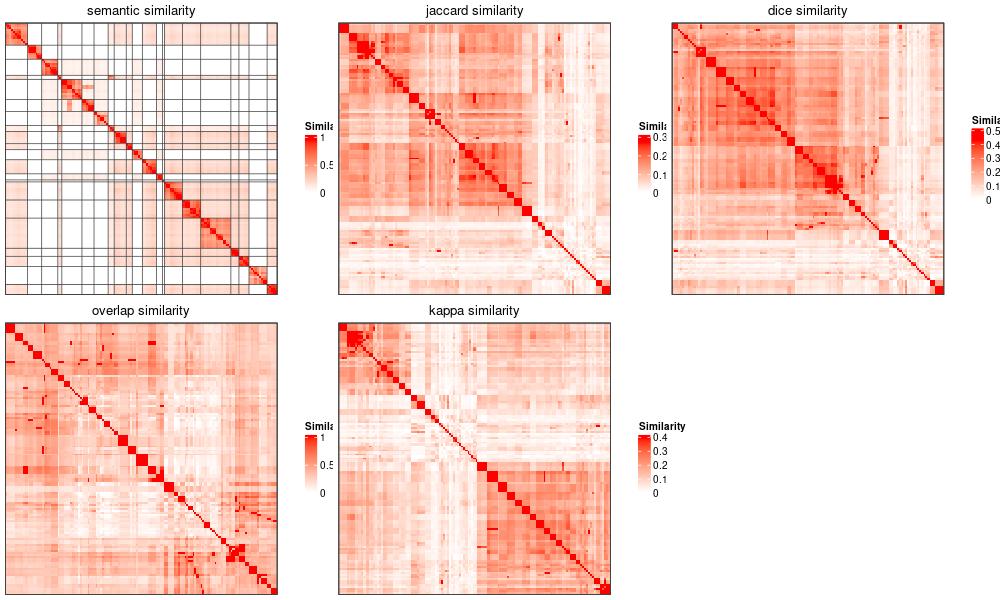 semantic similarity
jaccard similarity
dice similarity
Simila
1
0.5
0
Simila
0.3
0.2
0.1
0
Simila
0.5
0.4
0.3
0.2
0.1
0
overlap similarity
kappa similarity
Simila
1
0.5
0
Similarity
0.4
0.3
0.2
0.1
0